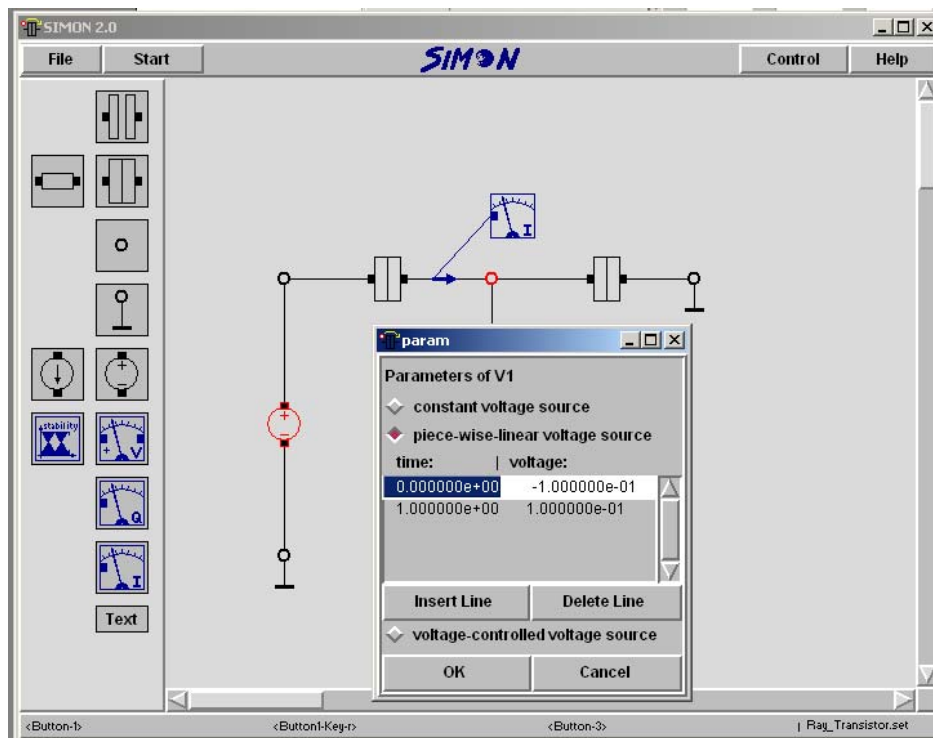 SIMON 2.0
File Start SIMON Control Help
I
param
Parameters of V1
constant voltage source
piece-wise-linear voltage source
time: | voltage:
0.000000e+00 -1.000000e-01
1.000000e+00 1.000000e-01
Insert Line Delete Line
voltage-controlled voltage source
OK Cancel
stability
V
Q
I
Text
<Button-1> <Button1-Key-r> <Button-3> | Ray_Transistor.set